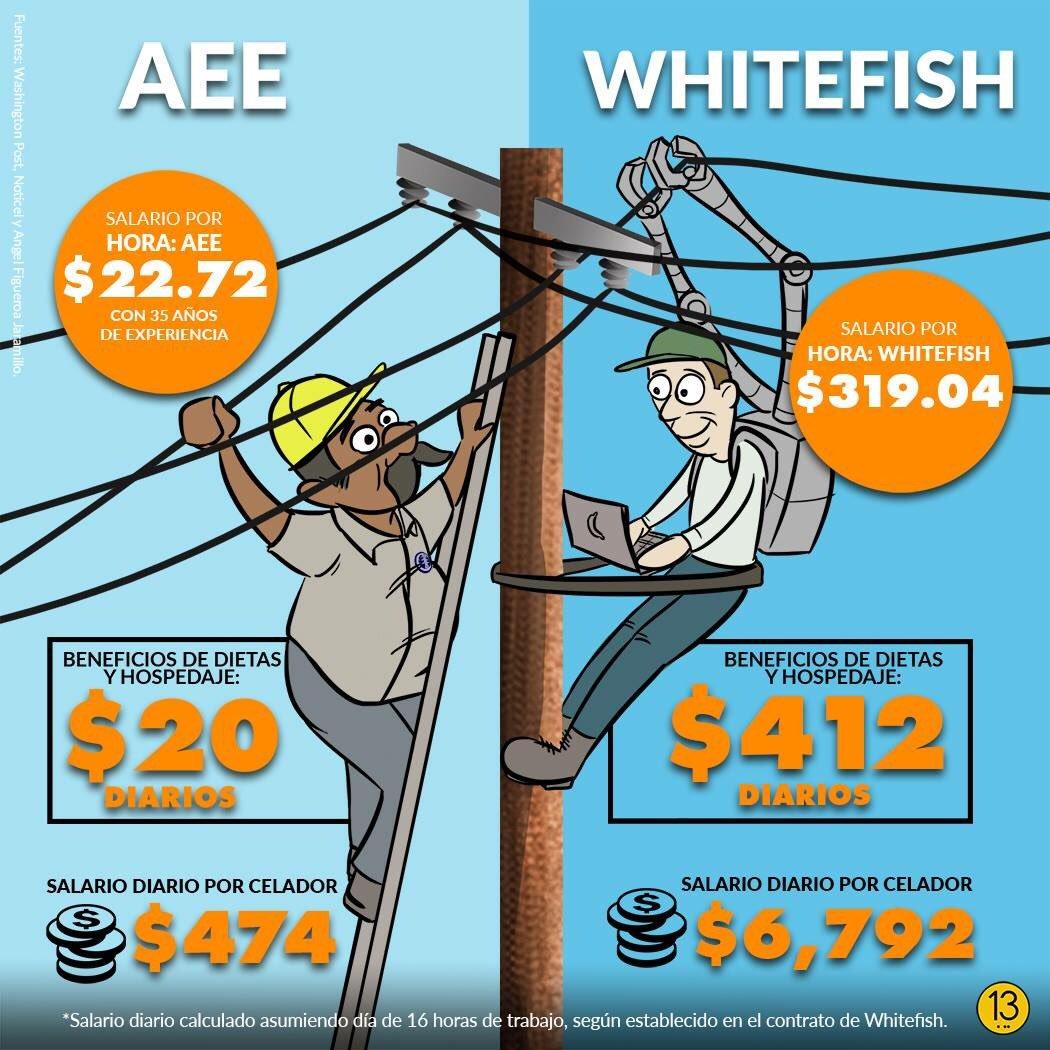 AEE
WHITEFISH
Fuentes: Washington Post, Noticel y Angel Figueroa Jaramillo.
SALARIO POR
HORA: AEE
$22.72
CON 35 AÑOS
DE EXPERIENCIA
SALARIO POR
HORA: WHITEFISH
$319.04
BENEFICIOS DE DIETAS
Y HOSPEDAJE:
$20
DIARIOS
BENEFICIOS DE DIETAS
Y HOSPEDAJE:
$412
DIARIOS
SALARIO DIARIO POR CELADOR
$
$474
SALARIO DIARIO POR CELADOR
$
$6,792
*Salario diario calculado asumiendo día de 16 horas de trabajo, según establecido en el contrato de Whitefish.
13